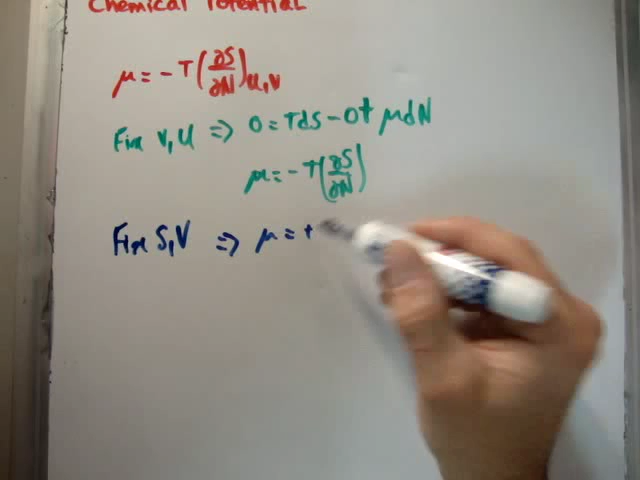 Chemical Potential
μ = -T(∂S/∂N)U,V
Fix V,U ⇒ 0 = TdS - 0 + μdN
μ = -T(∂S/∂N)
Fix S,V ⇒ μ = +